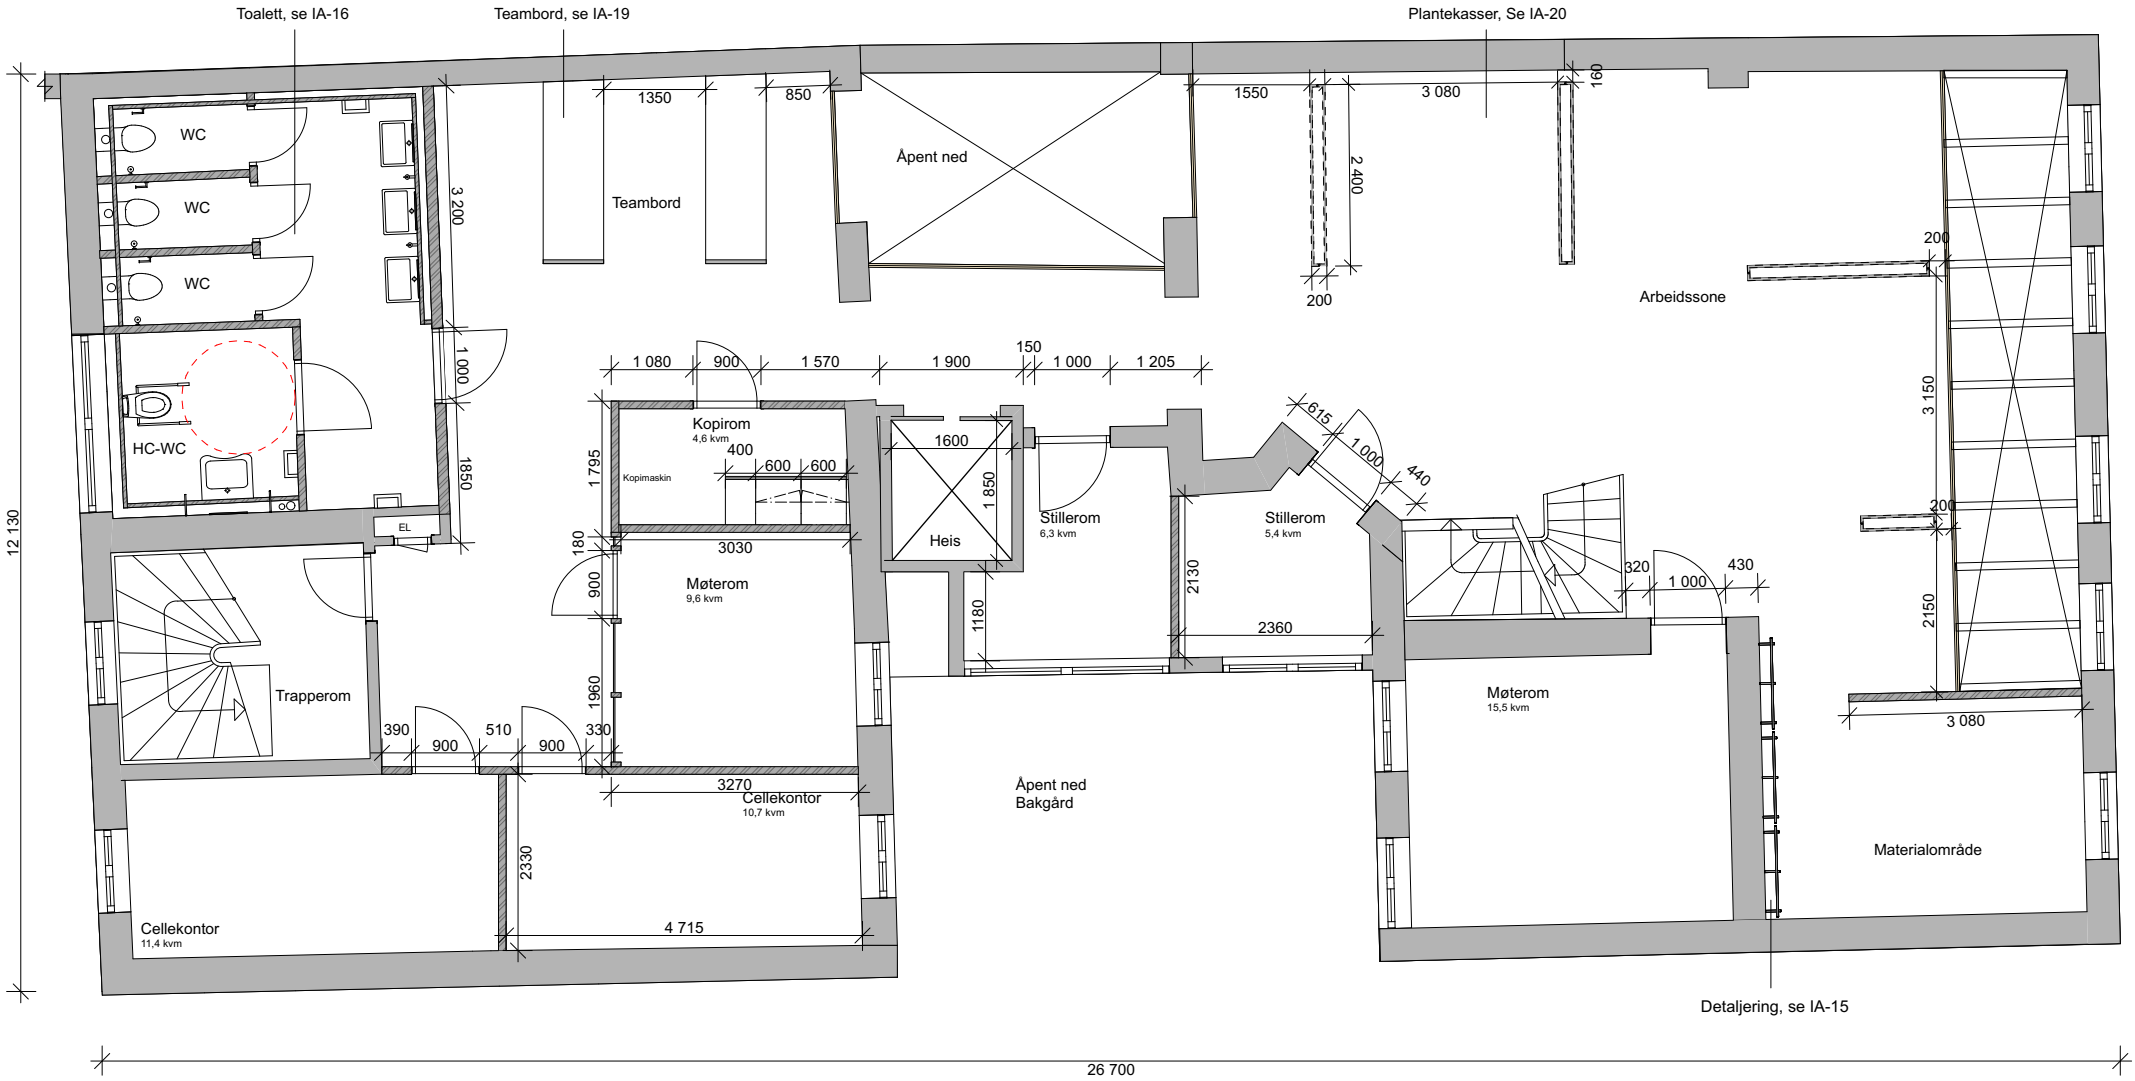 Toalett, se IA-16
Teambord, se IA-19
Plantekasser, Se IA-20
1350
850
1550
3 080
160
WC
Åpent ned
2 400
WC
Teambord
3 200
200
WC
Arbeidssone
200
150
1 000
1 080
900
1 570
1 900
1 000
1 205
3 150
615
Kopirom
4,6 kvm
1600
1 000
HC-WC
400
600
600
1850
1 795
Kopimaskin
1 850
440
200
Stillerom
6,3 kvm
Stillerom
5,4 kvm
EL
Heis
12 130
180
3030
Møterom
9,6 kvm
900
2130
320
1 000
430
1180
2360
2150
Trapperom
1960
Møterom
15,5 kvm
390
900
510
900
330
3 080
3270
Cellekontor
10,7 kvm
Åpent ned
Bakgård
2330
Materialområde
Cellekontor
11,4 kvm
4 715
Detaljering, se IA-15
26 700